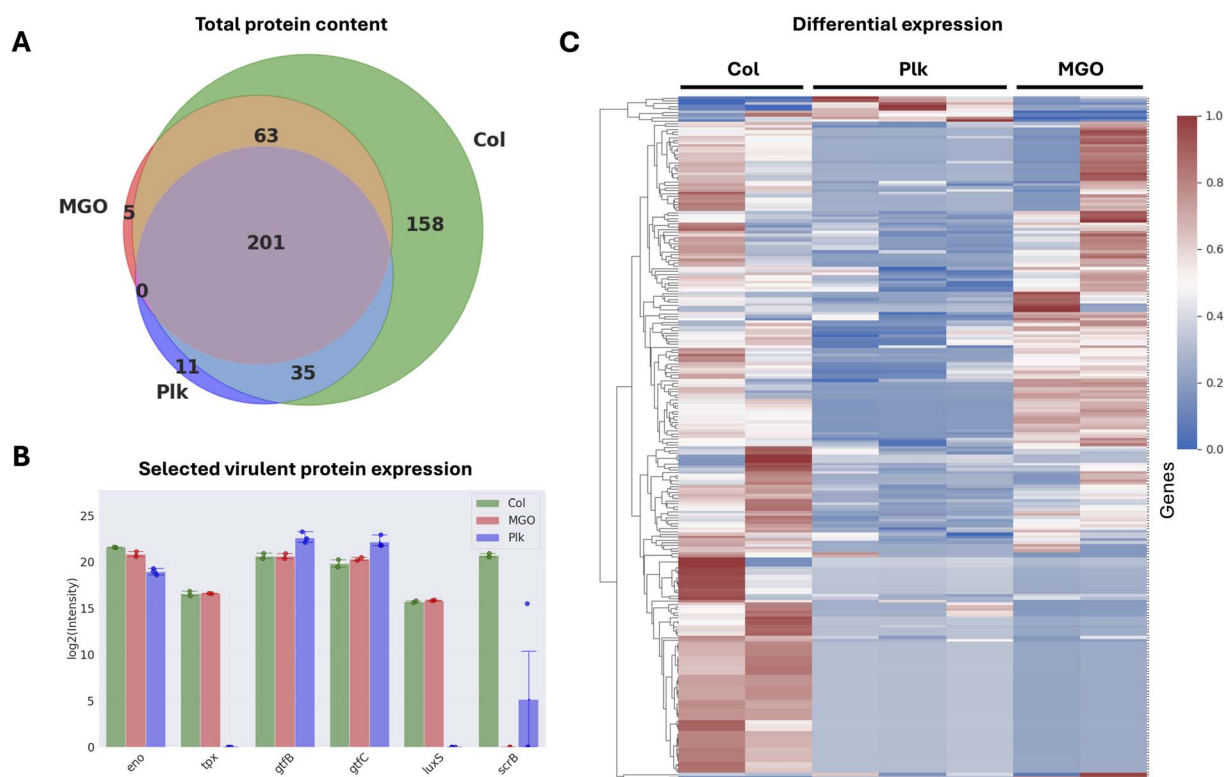 A
Total protein content
63
Col
MGO
5
158
201
0
11
35
Plk
B
Selected virulent protein expression
25
20
15
10
5
0
log2(Intensity)
Col
MGO
Plk
eno
tpx
gtfB
gtfC
luxS
scrB
C
Differential expression
Col Plk MGO
1.0
0.8
0.6
0.4
0.2
0.0
Genes